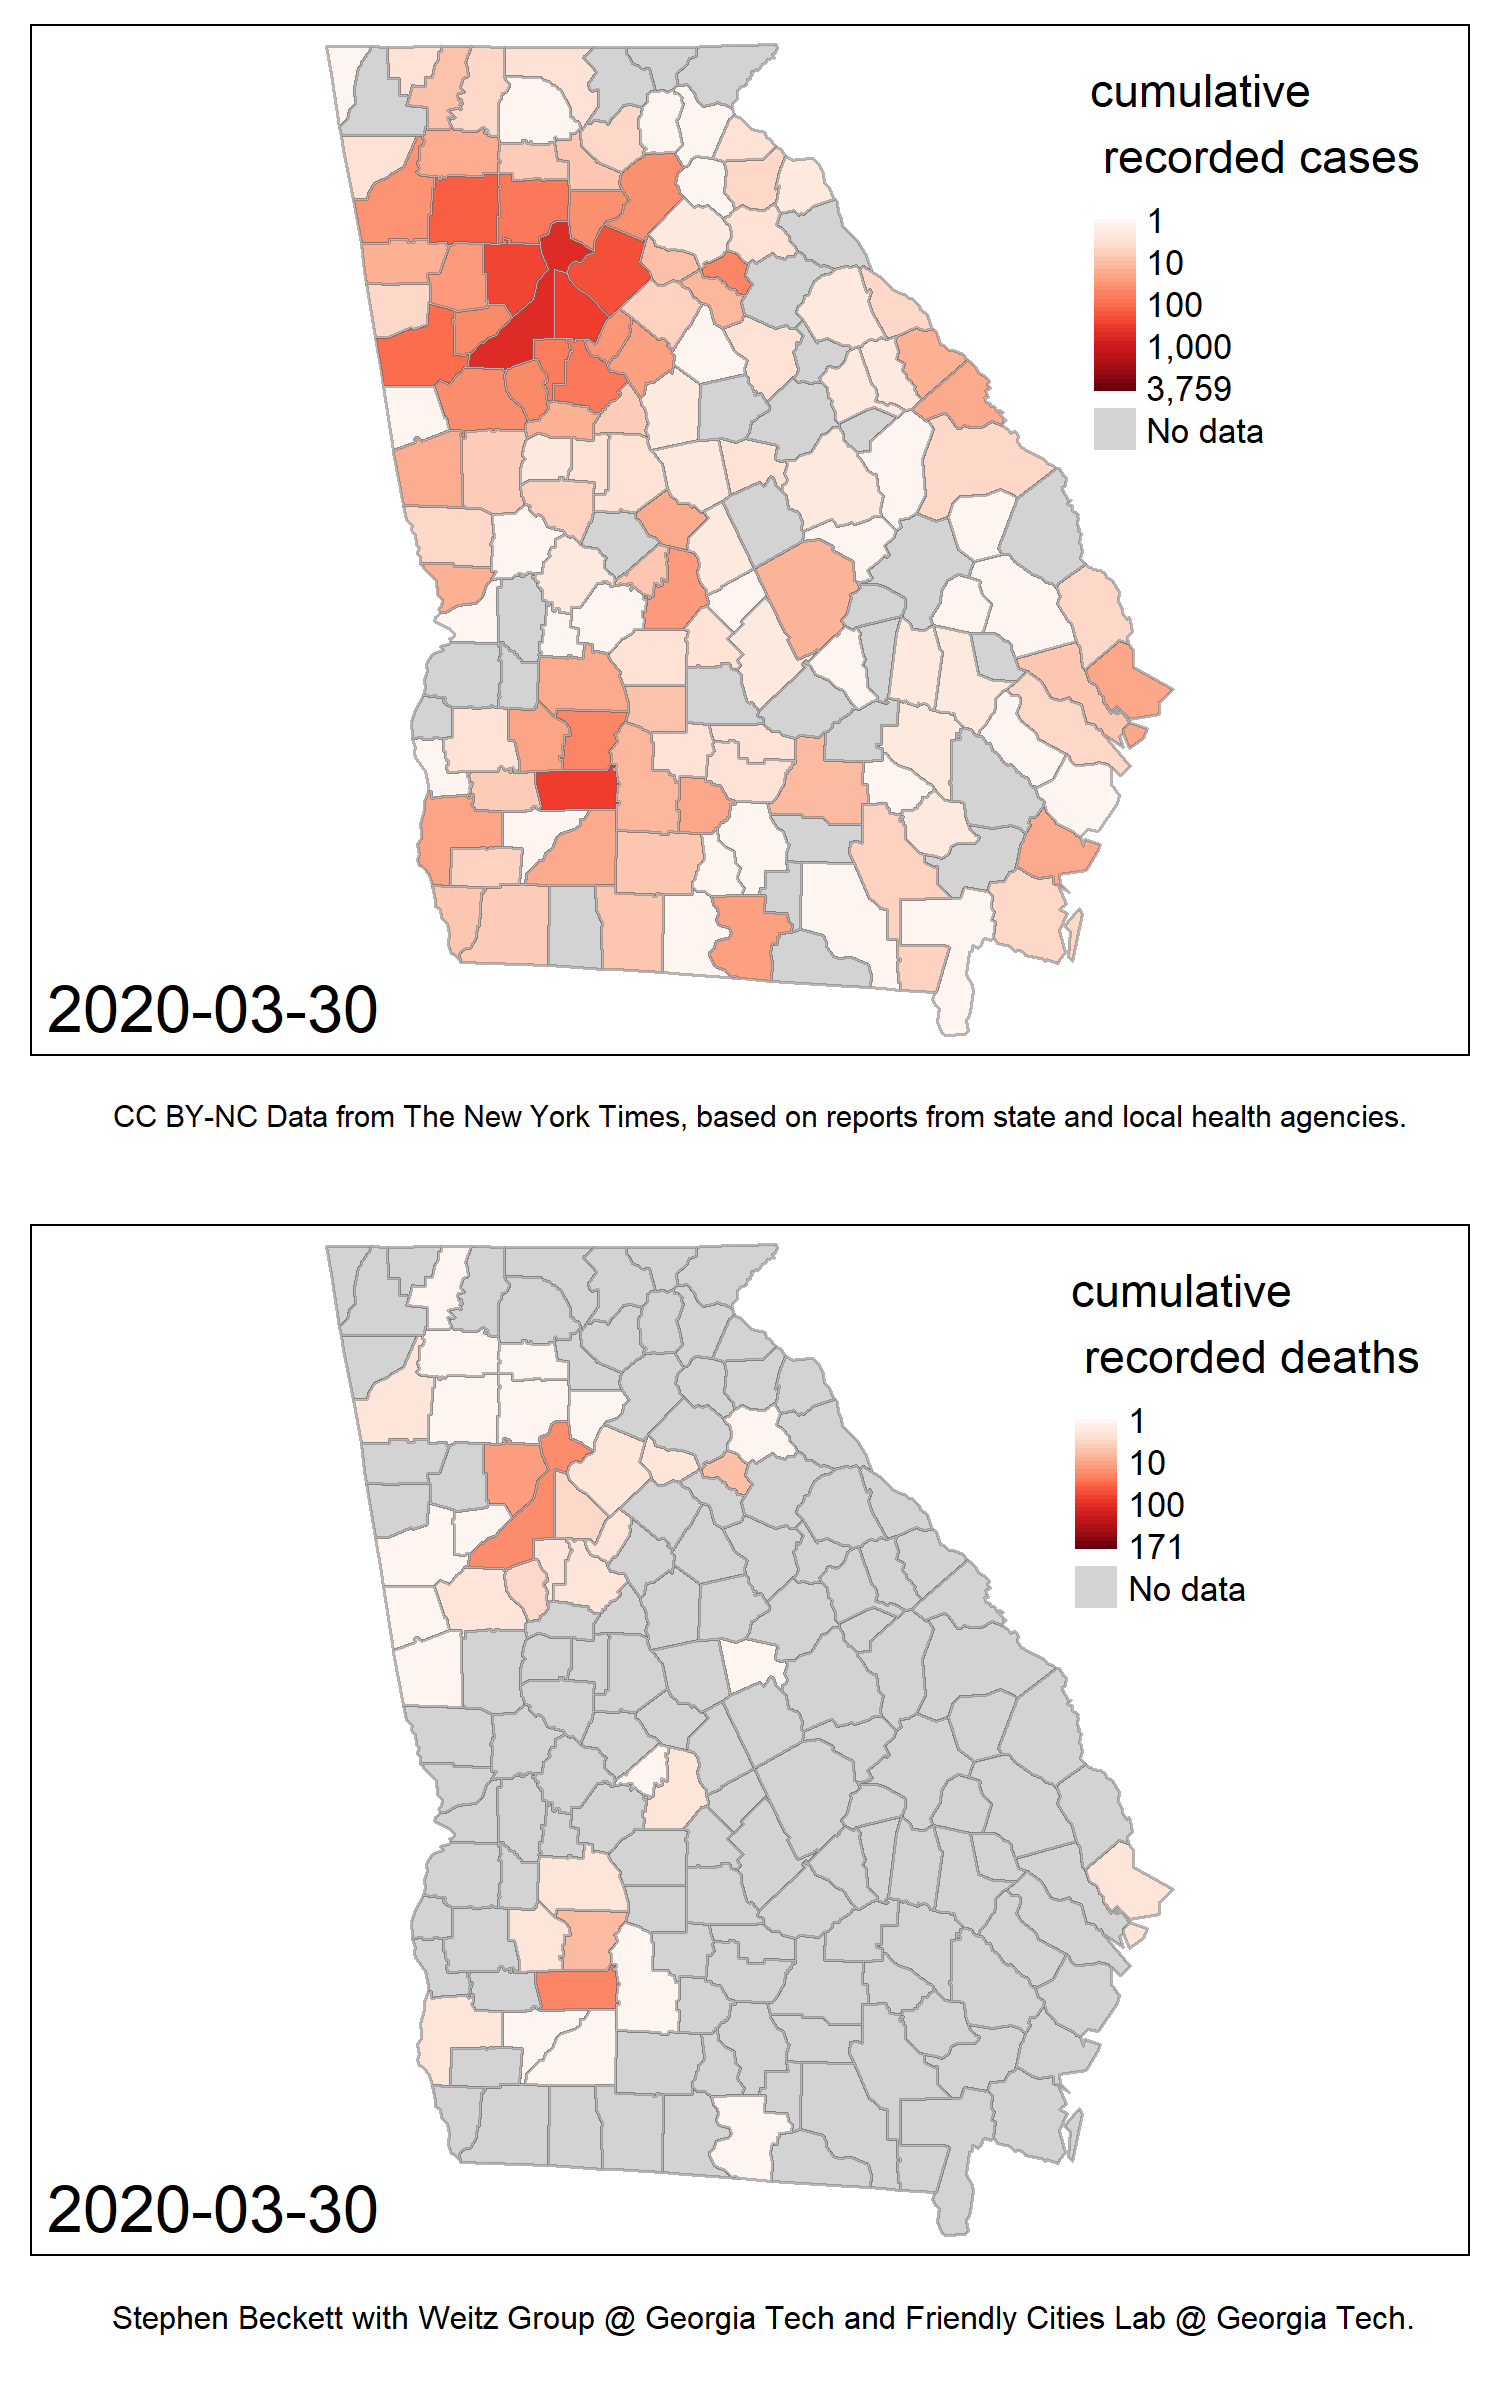 cumulative
recorded cases
1
10
100
1,000
3,759
No data
2020-03-30
CC BY-NC Data from The New York Times, based on reports from state and local health agencies.
cumulative
recorded deaths
1
10
100
171
No data
2020-03-30
Stephen Beckett with Weitz Group @ Georgia Tech and Friendly Cities Lab @ Georgia Tech.